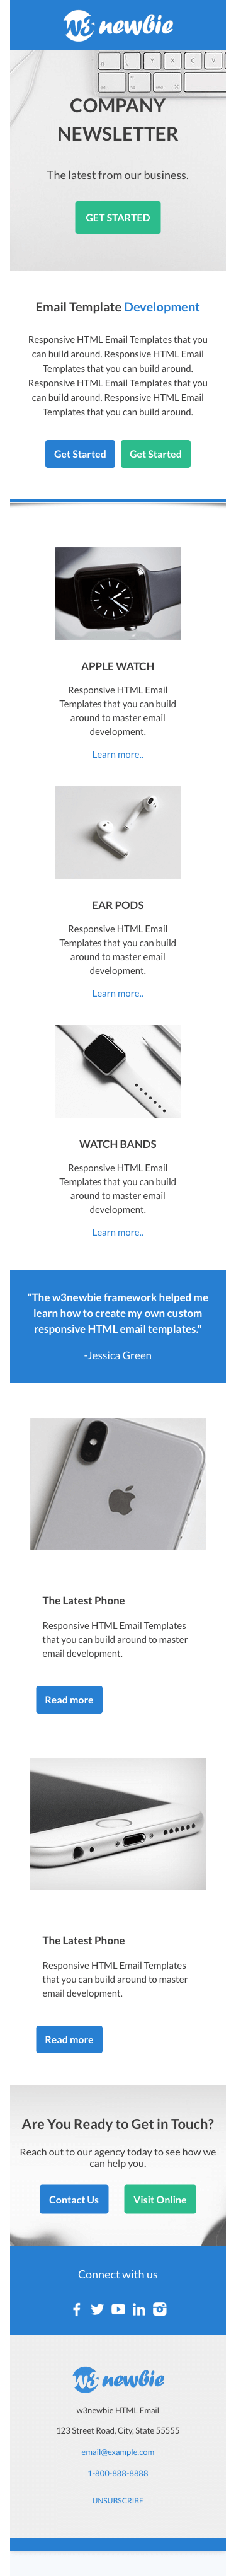 W3 newbie
COMPANY
NEWSLETTER
The latest from our business.
GET STARTED
Email Template Development
Responsive HTML Email Templates that you
can build around. Responsive HTML Email
Templates that you can build around.
Responsive HTML Email Templates that you
can build around. Responsive HTML Email
Templates that you can build around.
Get Started
Get Started
APPLE WATCH
Responsive HTML Email
Templates that you can build
around to master email
development.
Learn more..
EAR PODS
Responsive HTML Email
Templates that you can build
around to master email
development.
Learn more..
WATCH BANDS
Responsive HTML Email
Templates that you can build
around to master email
development.
Learn more..
"The w3newbie framework helped me
learn how to create my own custom
responsive HTML email templates."
-Jessica Green
The Latest Phone
Responsive HTML Email Templates
that you can build around to master
email development.
Read more
The Latest Phone
Responsive HTML Email Templates
that you can build around to master
email development.
Read more
Are You Ready to Get in Touch?
Reach out to our agency today to see how we
can help you.
Contact Us
Visit Online
Connect with us
W3 newbie
w3newbie HTML Email
123 Street Road, City, State 55555
email@example.com
1-800-888-8888
UNSUBSCRIBE